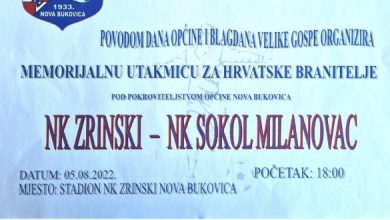 1933.
NOVA BUKOVICA
POVODOM DANA OPĆINE I BLAGDANA VELIKE GOSPE ORGANIZIRA
MEMORIJALNU UTAKMICU ZA HRVATSKE BRANITELJE
POD POKROVITELJSTVOM OPĆINE NOVA BUKOVICA
NK ZRINSKI – NK SOKOL MILANOVAC
DATUM: 05.08.2022.
POČETAK: 18:00
MJESTO: STADION NK ZRINSKI NOVA BUKOVICA